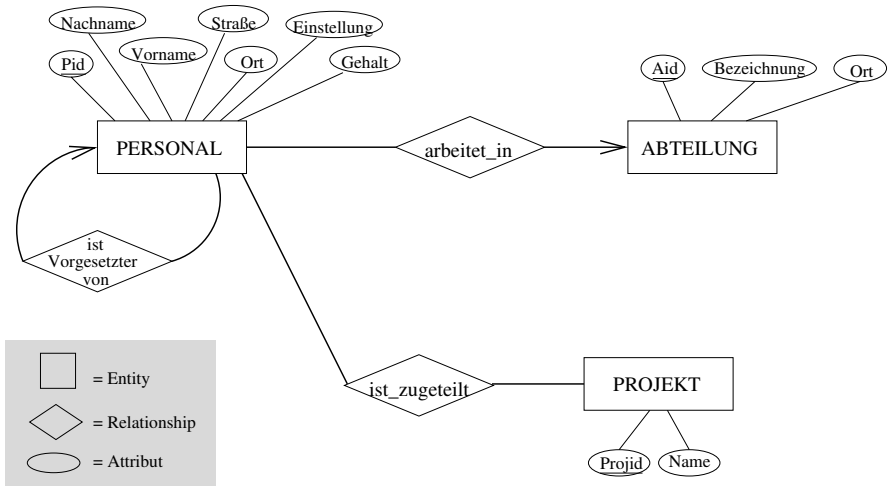 Nachname
Straße
Einstellung
Vorname
Pid
Ort
Gehalt
Aid
Bezeichnung
Ort
PERSONAL
arbeitet_in
ABTEILUNG
ist
Vorgesetzter
von
ist_zugeteilt
PROJEKT
Projid
Name
= Entity
= Relationship
= Attribut